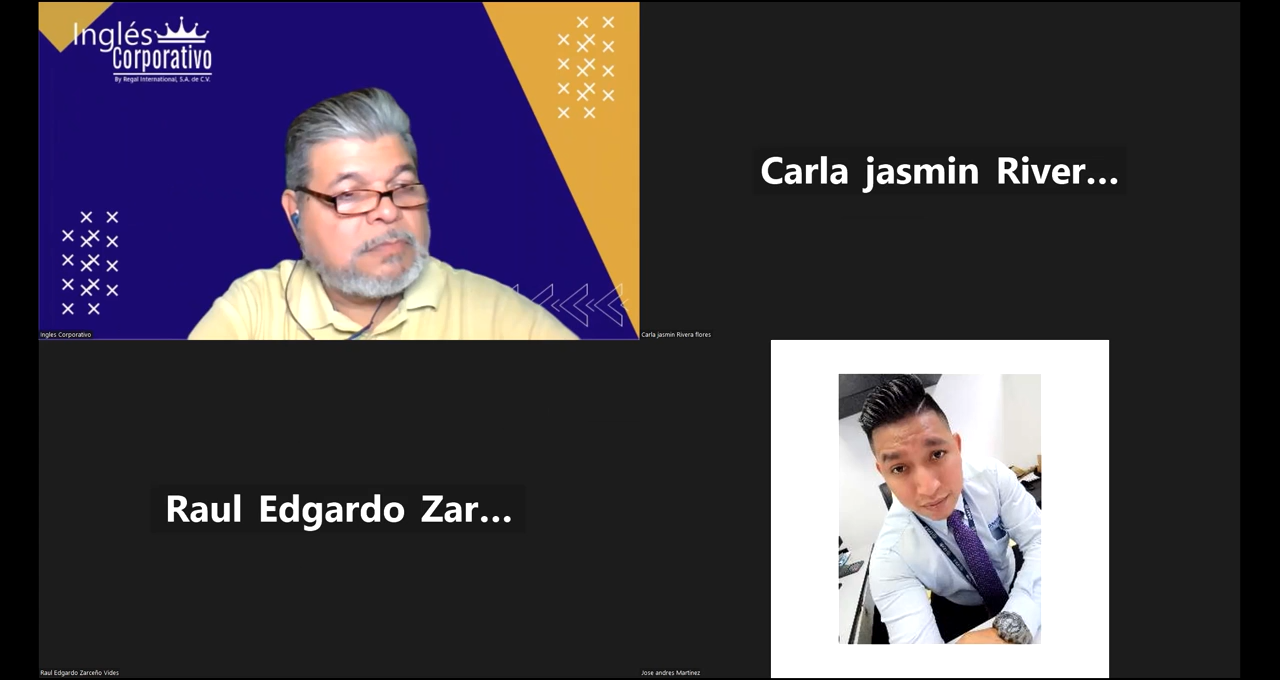 Inglés
Corporativo
By Regal International, S.A. de C.V.
Ingles Corporativo
Carla jasmin River...
Carla jasmin Rivera flores
Raul Edgardo Zar...
Raul Edgardo Zarceño Vides
Jose andres Martinez